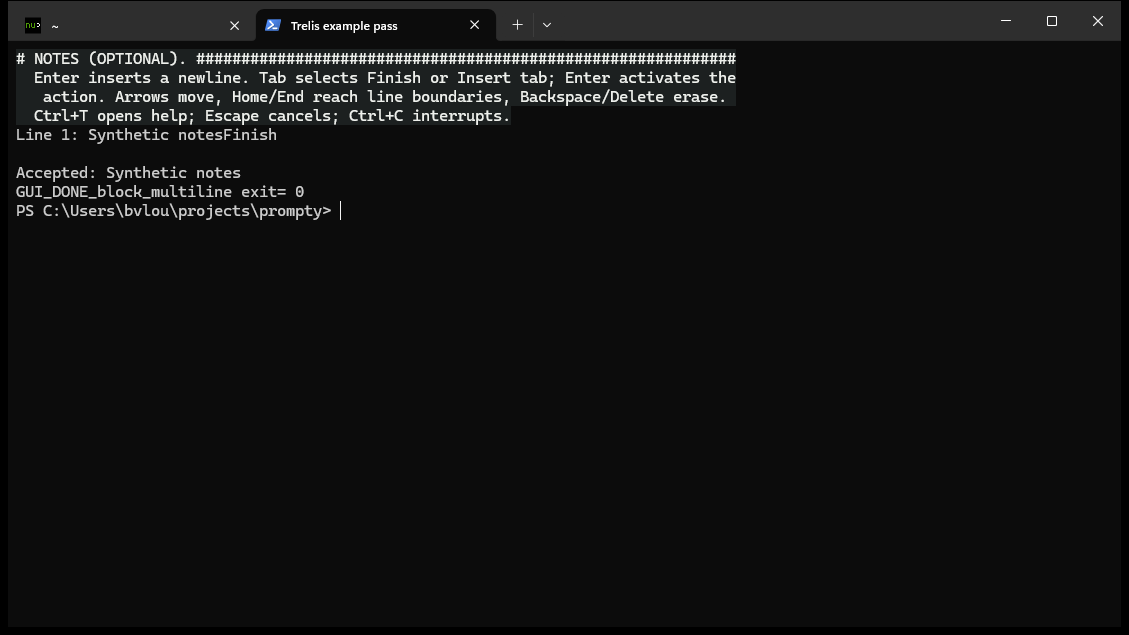 nu> ~
Trelis example pass
# NOTES (OPTIONAL). ############################################################
Enter inserts a newline. Tab selects Finish or Insert tab; Enter activates the
action. Arrows move, Home/End reach line boundaries, Backspace/Delete erase.
Ctrl+T opens help; Escape cancels; Ctrl+C interrupts.
Line 1: Synthetic notesFinish
Accepted: Synthetic notes
GUI_DONE_block_multiline exit= 0
PS C:\Users\bvlou\projects\prompty>